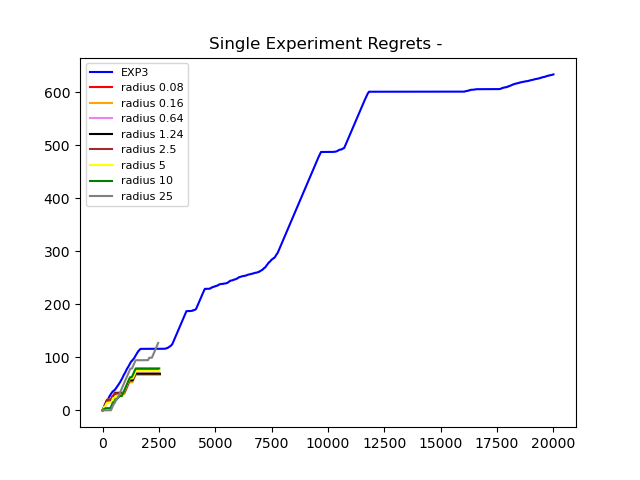 Single Experiment Regrets -
EXP3
radius 0.08
radius 0.16
radius 0.64
radius 1.24
radius 2.5
radius 5
radius 10
radius 25
600
500
400
300
200
100
0
0 2500 5000 7500 10000 12500 15000 17500 20000